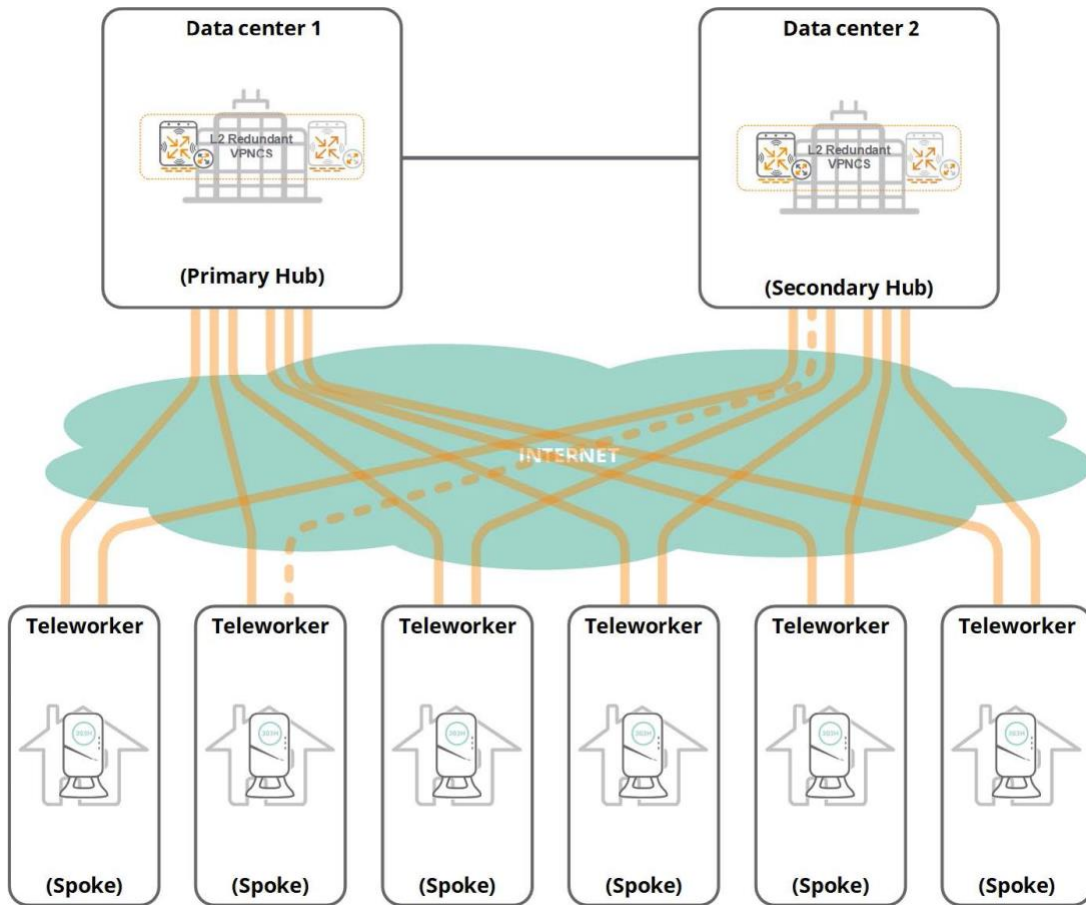 Data center 1
Data center 2
L2 Redundant
VPNCS
L2 Redundant
VPNCS
(Primary Hub)
(Secondary Hub)
INTERNET
Teleworker
Teleworker
Teleworker
Teleworker
Teleworker
Teleworker
(Spoke)
(Spoke)
(Spoke)
(Spoke)
(Spoke)
(Spoke)